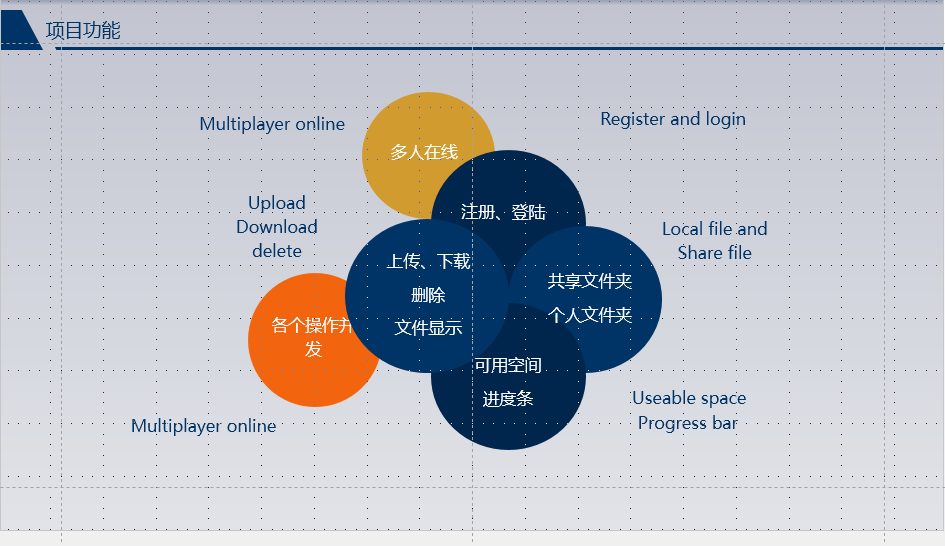 项目功能
Multiplayer online
Register and login
多人在线
注册、登陆
Upload
Download
delete
Local file and
Share file
上传、下载
删除
文件显示
共享文件夹
个人文件夹
各个操作并
发
可用空间
进度条
Useable space
Progress bar
Multiplayer online